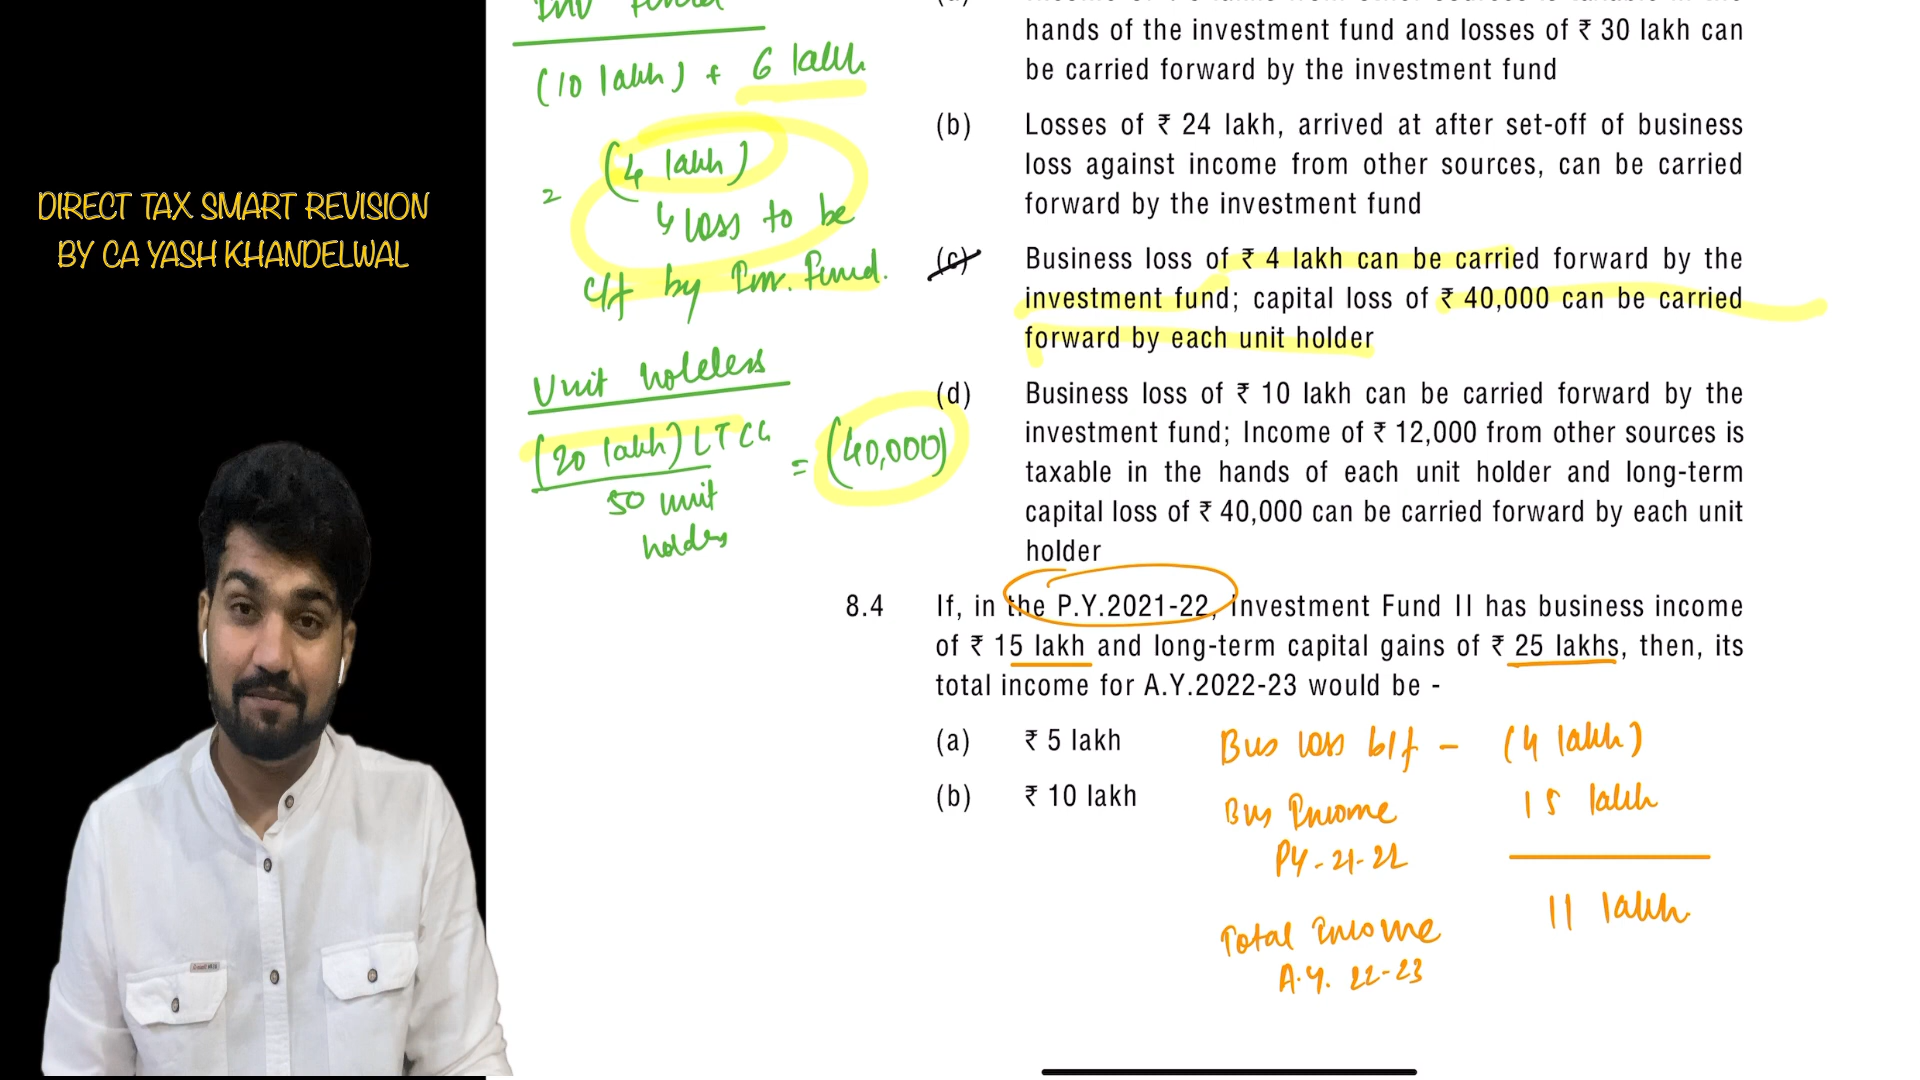 DIRECT TAX SMART REVISION
BY CA YASH KHANDELWAL
Inv Fund
(10 lakh) + 6 lakh
= (4 lakh)
↳ loss to be
c/f by Inv. Fund.
Unit holders
(20 lakh) LTCG
50 unit
holders
= (40,000)
hands of the investment fund and losses of ₹ 30 lakh can
be carried forward by the investment fund
(b) Losses of ₹ 24 lakh, arrived at after set-off of business
loss against income from other sources, can be carried
forward by the investment fund
(c) Business loss of ₹ 4 lakh can be carried forward by the
investment fund; capital loss of ₹ 40,000 can be carried
forward by each unit holder
(d) Business loss of ₹ 10 lakh can be carried forward by the
investment fund; Income of ₹ 12,000 from other sources is
taxable in the hands of each unit holder and long-term
capital loss of ₹ 40,000 can be carried forward by each unit
holder
8.4 If, in the P.Y.2021-22, Investment Fund II has business income
of ₹ 15 lakh and long-term capital gains of ₹ 25 lakhs, then, its
total income for A.Y.2022-23 would be -
(a) ₹ 5 lakh
(b) ₹ 10 lakh
Bus loss b/f - (4 lakh)
Bus Income 15 lakh
PY-21-22
Total Income 11 lakh
A.Y. 22-23